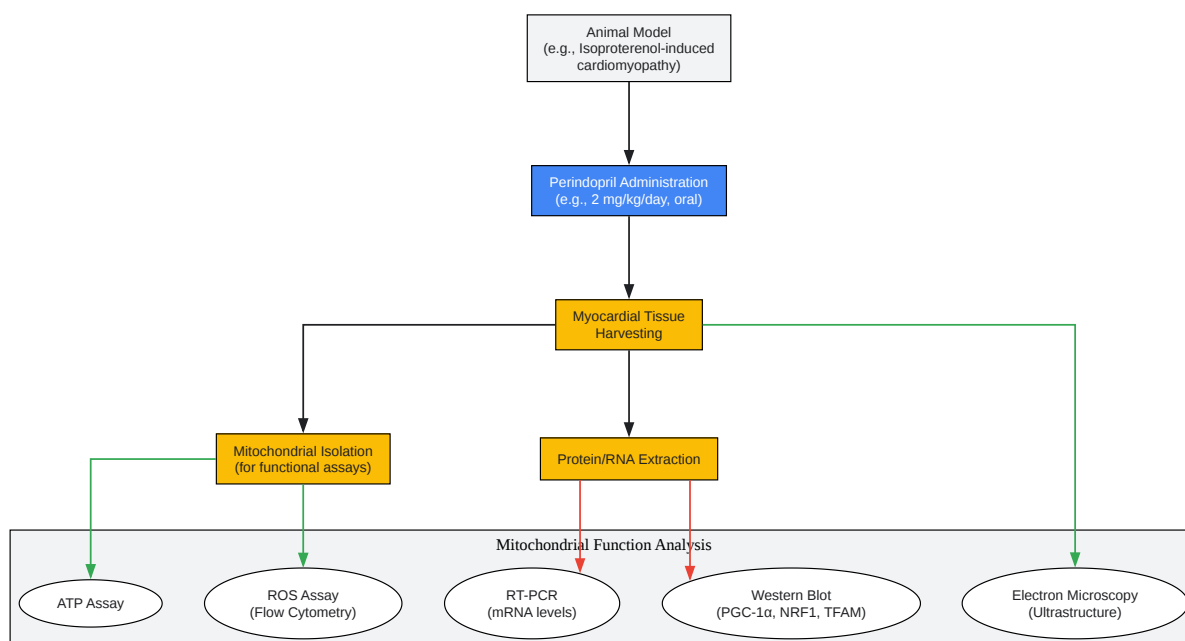 Animal Model
(e.g., Isoproterenol-induced
cardiomyopathy)
Perindopril Administration
(e.g., 2 mg/kg/day, oral)
Myocardial Tissue
Harvesting
Mitochondrial Isolation
(for functional assays)
Protein/RNA Extraction
Mitochondrial Function Analysis
ATP Assay
ROS Assay
(Flow Cytometry)
RT-PCR
(mRNA levels)
Western Blot
(PGC-1α, NRF1, TFAM)
Electron Microscopy
(Ultrastructure)